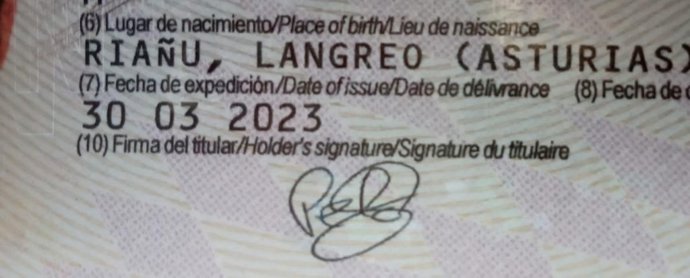 (6) Lugar de nacimiento/Place of birth/Lieu de naissance
RIAÑU, LANGREO (ASTURIAS)
(7) Fecha de expedición/Date of issue/Date de délivrance (8) Fecha de
30 03 2023
(10) Firma del titular/Holder's signature/Signature du titulaire